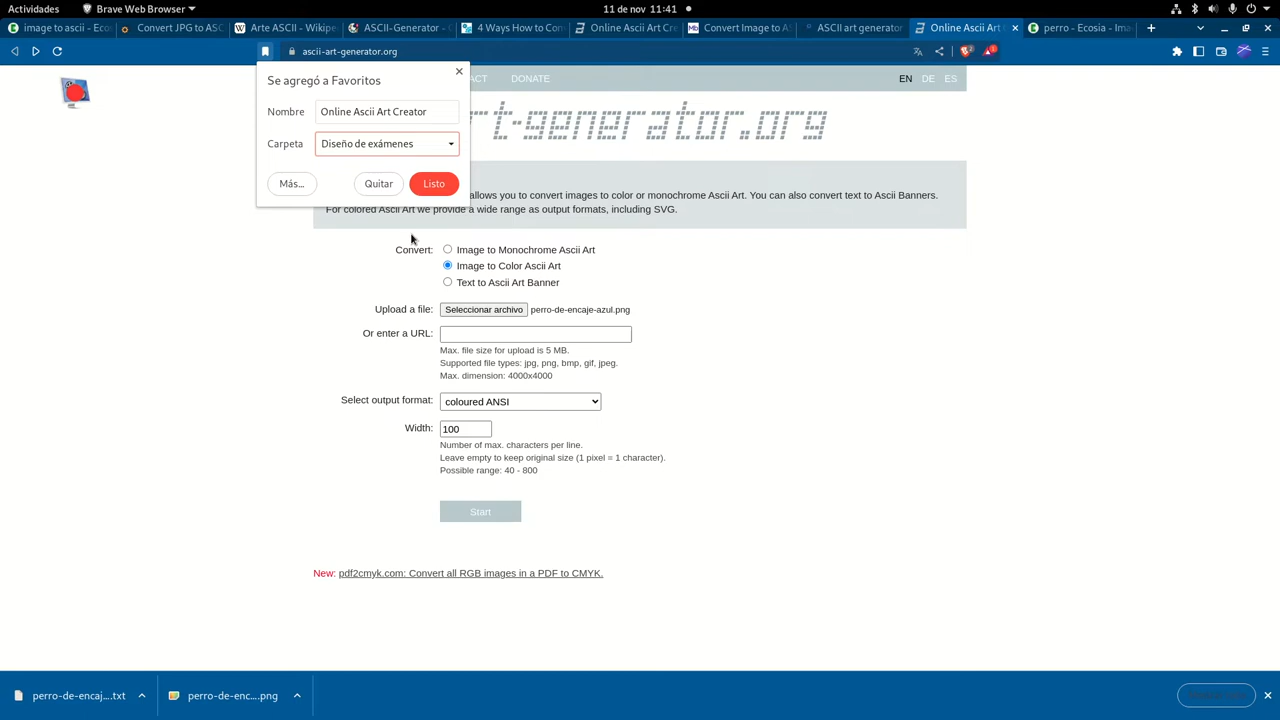 Actividades
Brave Web Browser
11 de nov 11:41
image to ascii - Eco
Convert JPG to ASC
Arte ASCII - Wikipe
ASCII-Generator - C
4 Ways How to Con
Online Ascii Art Cre
Convert Image to
ASCII art generator
Online Ascii Art C
perro - Ecosia - Ima
ascii-art-generator.org
Se agregó a Favoritos
Nombre
Online Ascii Art Creator
Carpeta
Diseño de exámenes
Más...
Quitar
Listo
ACT
DONATE
EN
DE
ES
rt-generator.org
allows you to convert images to color or monochrome Ascii Art. You can also convert text to Ascii Banners.
For colored Ascii Art we provide a wide range as output formats, including SVG.
Convert:
Image to Monochrome Ascii Art
Image to Color Ascii Art
Text to Ascii Art Banner
Upload a file:
Seleccionar archivo
perro-de-encaje-azul.png
Or enter a URL:
Max. file size for upload is 5 MB.
Supported file types: jpg, png, bmp, gif, jpeg.
Max. dimension: 4000x4000
Select output format:
coloured ANSI
Width:
100
Number of max. characters per line.
Leave empty to keep original size (1 pixel = 1 character).
Possible range: 40 - 800
Start
New: pdf2cmyk.com: Convert all RGB images in a PDF to CMYK.
perro-de-encaj....txt
perro-de-enc....png